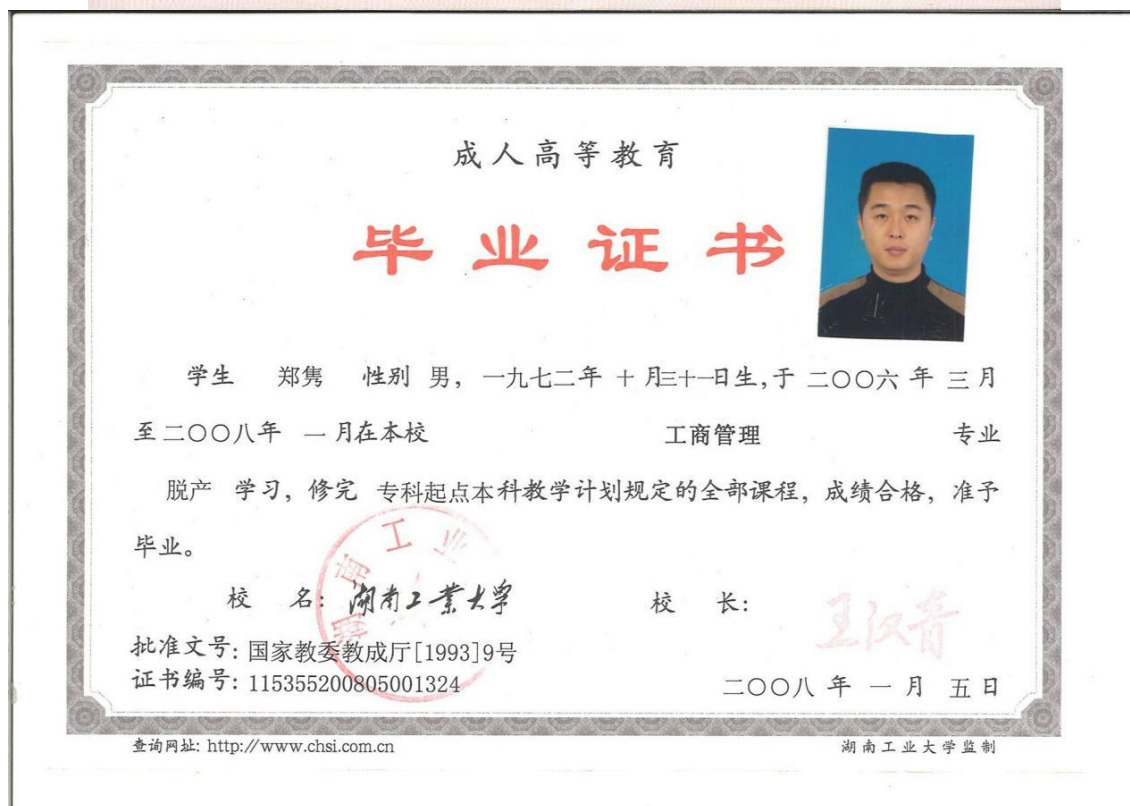 成人高等教育
毕业证书
学生 郑隽 性别 男，一九七二年 十 月三十一日生，于 二〇〇六 年 三 月
至 二〇〇八年 一 月在本校 工商管理 专业
脱产 学习，修完 专科起点本科教学计划规定的全部课程，成绩合格，准予
毕业。
校 名：湖南工業大学 校 长：王汉青
湖南工业
批准文号：国家教委教成厅[1993]9号
证书编号：115355200805001324
二〇〇八 年 一 月 五 日
查询网址：http://www.chsi.com.cn 湖南工业大学监制